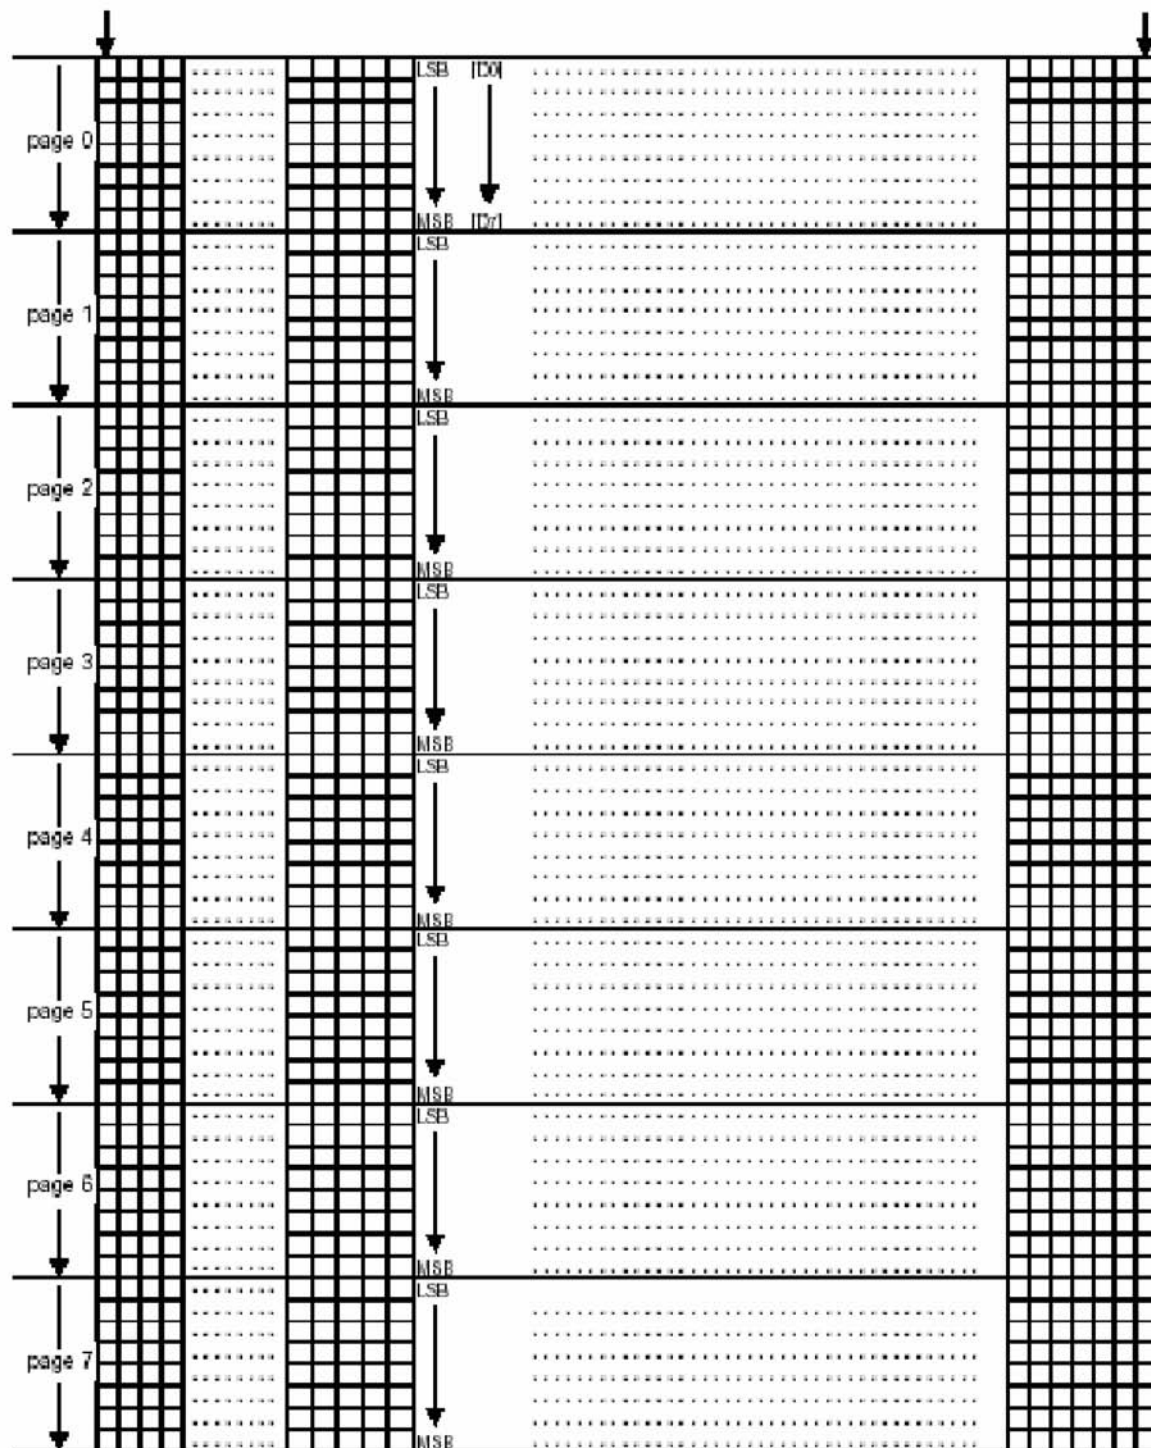 LSB [D0]
page 0
MSB [D7]
LSB
page 1
MSB
LSB
page 2
MSB
LSB
page 3
MSB
LSB
page 4
MSB
LSB
page 5
MSB
LSB
page 6
MSB
LSB
page 7
MSB